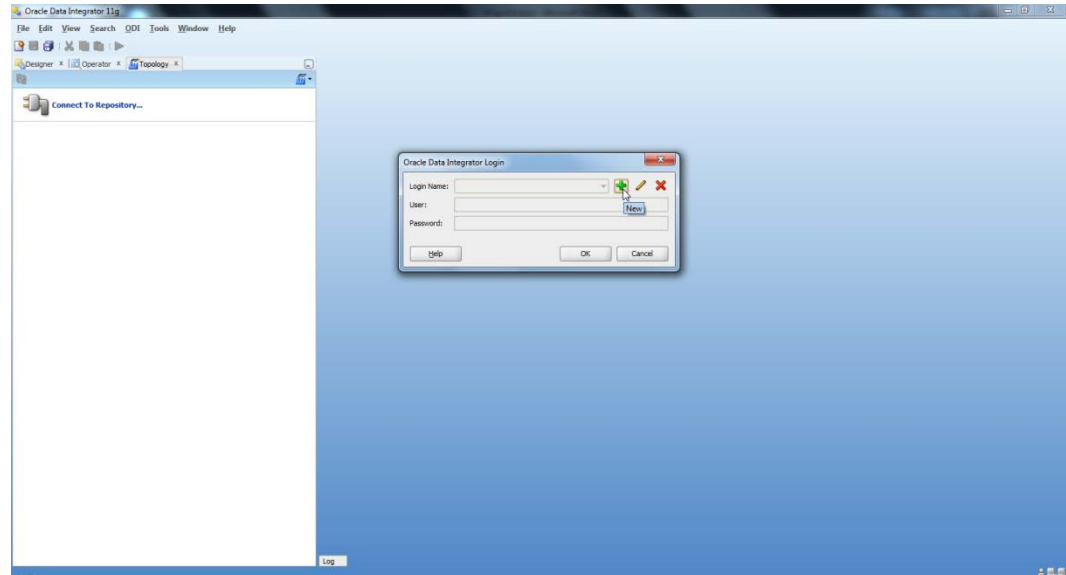 Oracle Data Integrator 11g
File Edit View Search ODI Tools Window Help
Designer Operator Topology
Connect To Repository...
Oracle Data Integrator Login
Login Name:
New
User:
Password:
Help OK Cancel
Log